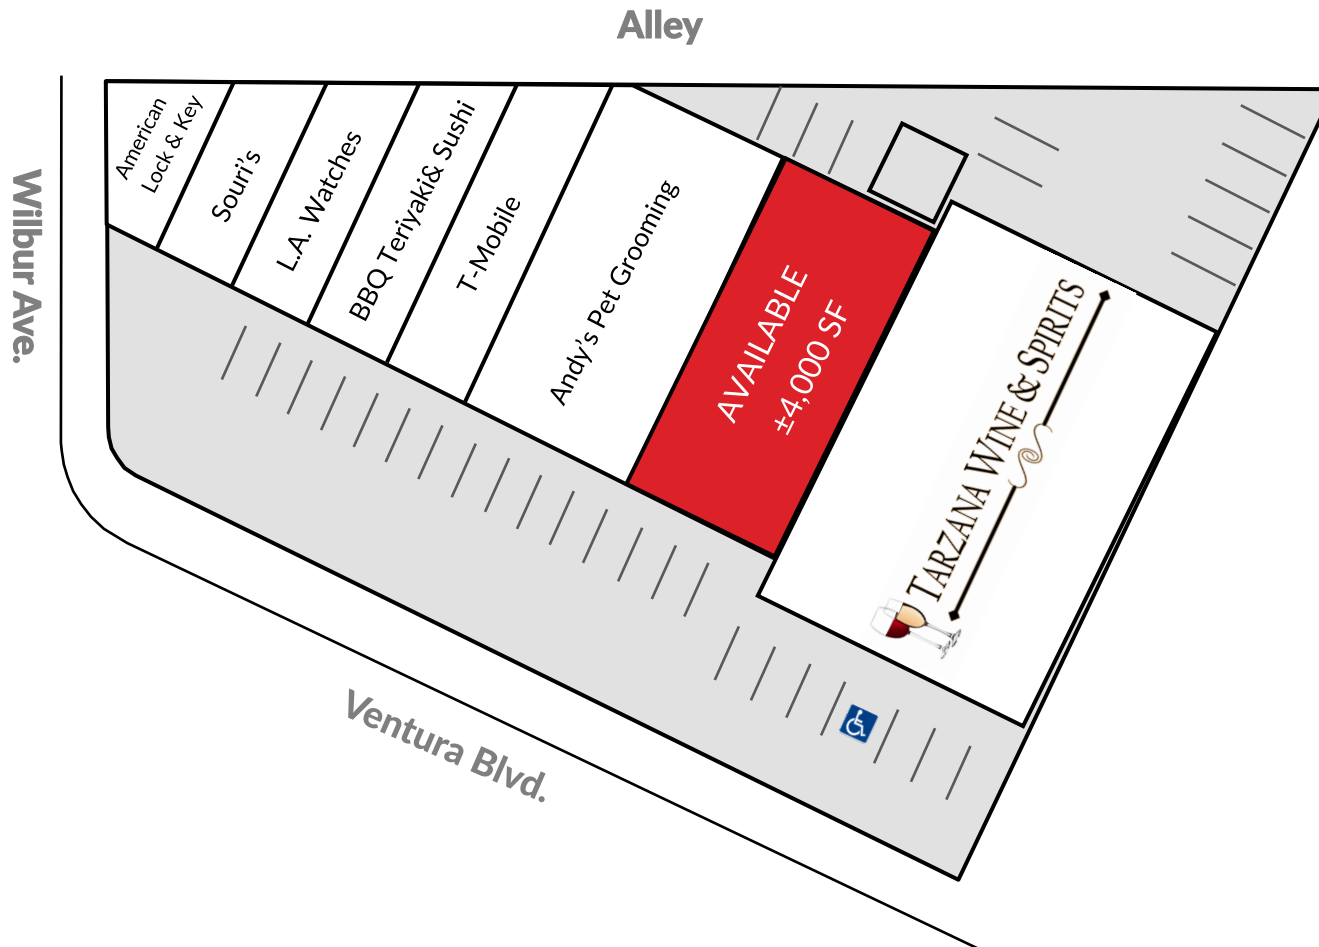 Alley
Wilbur Ave.
American
Lock & Key
Souri's
L.A. Watches
BBQ Teriyaki& Sushi
T-Mobile
Andy's Pet Grooming
AVAILABLE
±4,000 SF
TARZANA WINE & SPIRITS
Ventura Blvd.